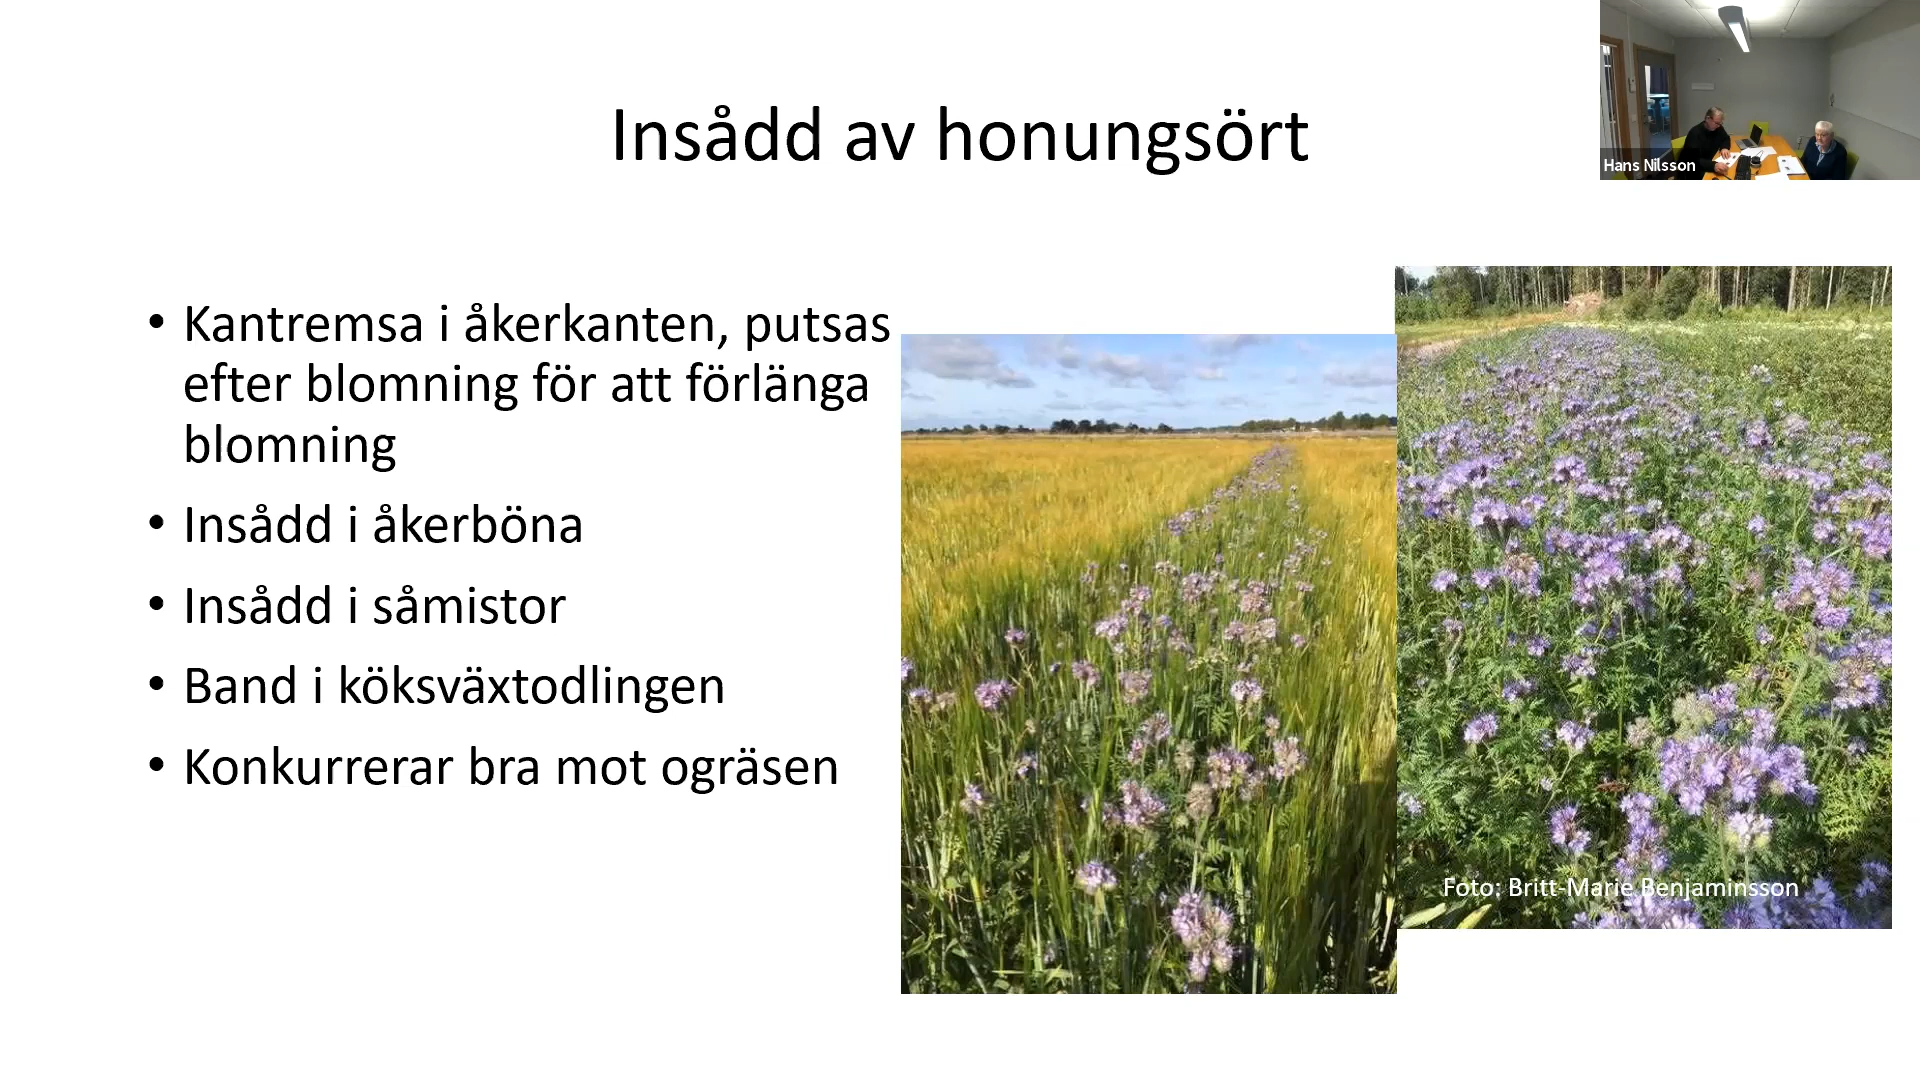 Insådd av honungsört
Hans Nilsson
• Kantremsa i åkerkanten, putsas
efter blomning för att förlänga
blomning
• Insådd i åkerböna
• Insådd i såmistor
• Band i köksväxtodlingen
• Konkurrerar bra mot ogräsen
Foto: Britt-Marie Benjaminsson